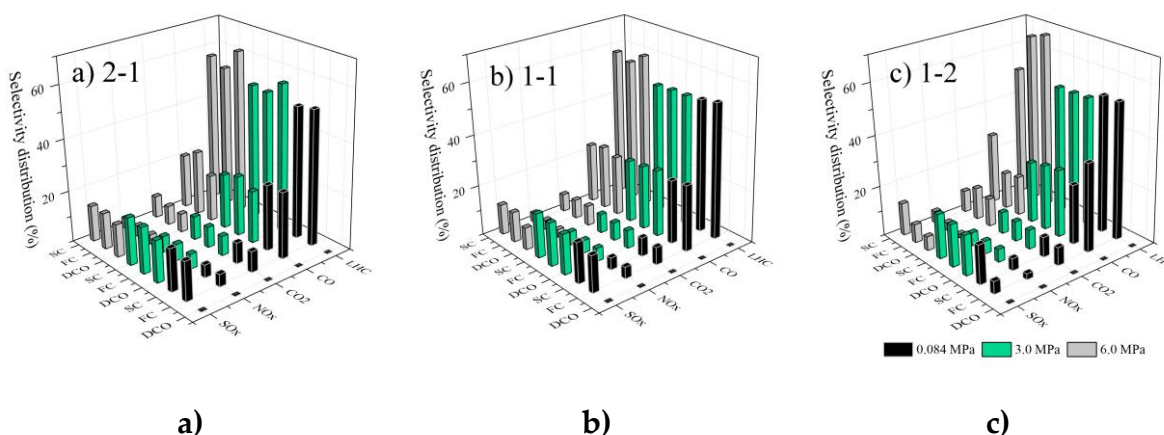 a) 2-1
Selectivity distribution (%)
60
40
20
SC
FC
DCO
SC
FC
DCO
SC
FC
DCO
SOx
NOx
CO2
CO
LHC
b) 1-1
Selectivity distribution (%)
60
40
20
SC
FC
DCO
SC
FC
DCO
SC
FC
DCO
SOx
NOx
CO2
CO
LHC
c) 1-2
Selectivity distribution (%)
60
40
20
SC
FC
DCO
SC
FC
DCO
SC
FC
DCO
SOx
NOx
CO2
CO
LHC
0.084 MPa 3.0 MPa 6.0 MPa
a) b) c)